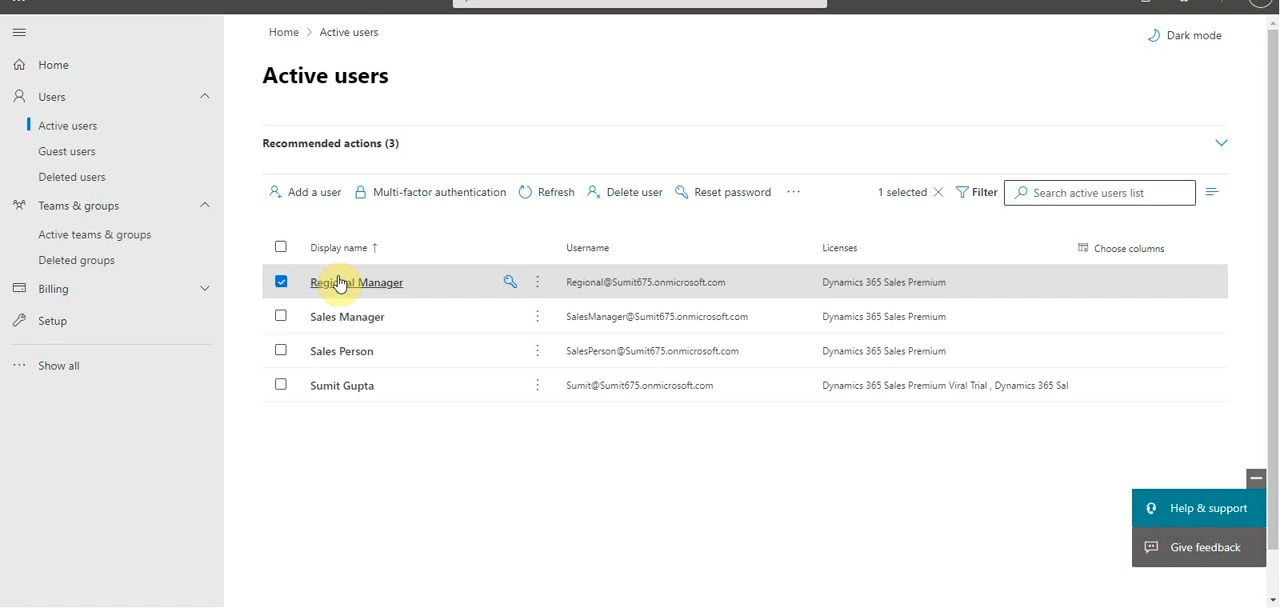 Home > Active users
Dark mode
Home
Active users
Users
Recommended actions (3)
Active users
Guest users
Deleted users
Add a user
Multi-factor authentication
Refresh
Delete user
Reset password
1 selected
Filter
Search active users list
Teams & groups
Active teams & groups
Deleted groups
Billing
Setup
Show all
Display name ↑ Username Licenses Choose columns
Regional Manager Regional@Sumit675.onmicrosoft.com Dynamics 365 Sales Premium
Sales Manager SalesManager@Sumit675.onmicrosoft.com Dynamics 365 Sales Premium
Sales Person SalesPerson@Sumit675.onmicrosoft.com Dynamics 365 Sales Premium
Sumit Gupta Sumit@Sumit675.onmicrosoft.com Dynamics 365 Sales Premium Viral Trial , Dynamics 365 Sal
Help & support
Give feedback